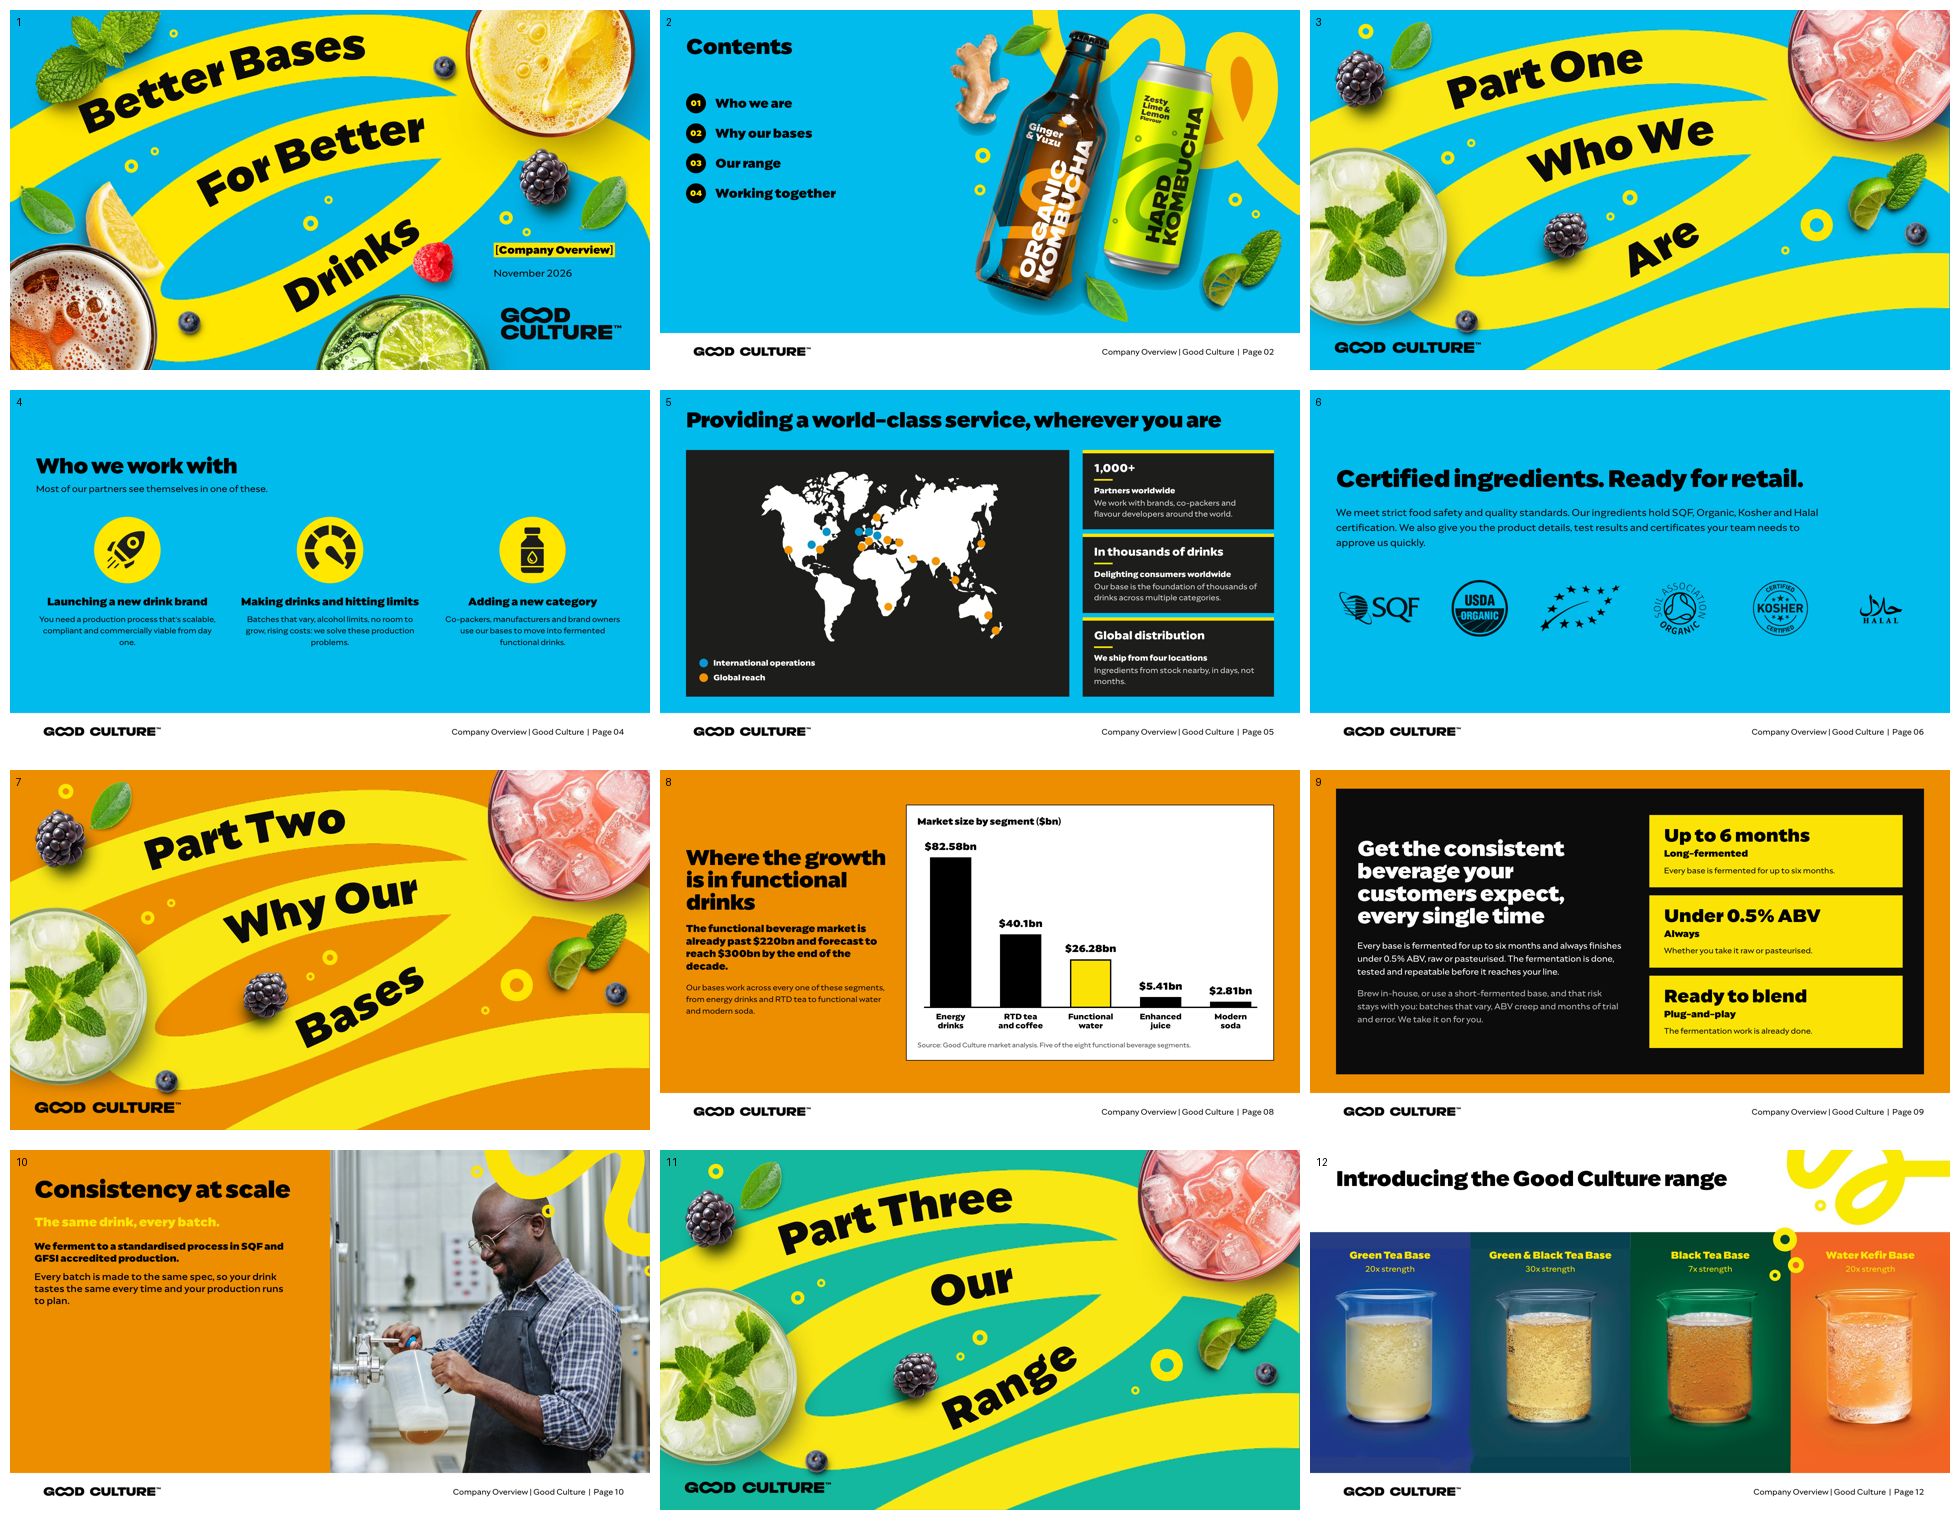 1
Better Bases
For Better
Drinks
[Company Overview]
November 2026
GOOD
CULTURE™
2
Contents
01 Who we are
02 Why our bases
03 Our range
04 Working together
Ginger
& Yuzu
ORGANIC
KOMBUCHA
Zesty
Lime &
Lemon
Flavour
HARD
KOMBUCHA
GOOD CULTURE™
Company Overview | Good Culture | Page 02
3
Part One
Who We
Are
GOOD CULTURE™
4
Who we work with
Most of our partners see themselves in one of these.
Launching a new drink brand
You need a production process that's scalable,
compliant and commercially viable from day
one.
Making drinks and hitting limits
Batches that vary, alcohol limits, no room to
grow, rising costs: we solve these production
problems.
Adding a new category
Co-packers, manufacturers and brand owners
use our bases to move into fermented
functional drinks.
GOOD CULTURE™
Company Overview | Good Culture | Page 04
5
Providing a world-class service, wherever you are
International operations
Global reach
1,000+
Partners worldwide
We work with brands, co-packers and
flavour developers around the world.
In thousands of drinks
Delighting consumers worldwide
Our base is the foundation of thousands of
drinks across multiple categories.
Global distribution
We ship from four locations
Ingredients from stock nearby, in days, not
months.
GOOD CULTURE™
Company Overview | Good Culture | Page 05
6
Certified ingredients. Ready for retail.
We meet strict food safety and quality standards. Our ingredients hold SQF, Organic, Kosher and Halal
certification. We also give you the product details, test results and certificates your team needs to
approve us quickly.
SQF
USDA
ORGANIC
SOIL ASSOCIATION
ORGANIC
CERTIFIED
KOSHER
CERTIFIED
حلال
HALAL
GOOD CULTURE™
Company Overview | Good Culture | Page 06
7
Part Two
Why Our
Bases
GOOD CULTURE™
8
Where the growth
is in functional
drinks
The functional beverage market is
already past $220bn and forecast to
reach $300bn by the end of the
decade.
Our bases work across every one of these segments,
from energy drinks and RTD tea to functional water
and modern soda.
Market size by segment ($bn)
$82.58bn
$40.1bn
$26.28bn
$5.41bn
$2.81bn
Energy
drinks
RTD tea
and coffee
Functional
water
Enhanced
juice
Modern
soda
Source: Good Culture market analysis. Five of the eight functional beverage segments.
GOOD CULTURE™
Company Overview | Good Culture | Page 08
9
Get the consistent
beverage your
customers expect,
every single time
Every base is fermented for up to six months and always finishes
under 0.5% ABV, raw or pasteurised. The fermentation is done,
tested and repeatable before it reaches your line.
Brew in-house, or use a short-fermented base, and that risk
stays with you: batches that vary, ABV creep and months of trial
and error. We take it on for you.
Up to 6 months
Long-fermented
Every base is fermented for up to six months.
Under 0.5% ABV
Always
Whether you take it raw or pasteurised.
Ready to blend
Plug-and-play
The fermentation work is already done.
GOOD CULTURE™
Company Overview | Good Culture | Page 09
10
Consistency at scale
The same drink, every batch.
We ferment to a standardised process in SQF and
GFSI accredited production.
Every batch is made to the same spec, so your drink
tastes the same every time and your production runs
to plan.
GOOD CULTURE™
Company Overview | Good Culture | Page 10
11
Part Three
Our
Range
GOOD CULTURE™
12
Introducing the Good Culture range
Green Tea Base
20x strength
Green & Black Tea Base
30x strength
Black Tea Base
7x strength
Water Kefir Base
20x strength
GOOD CULTURE™
Company Overview | Good Culture | Page 12